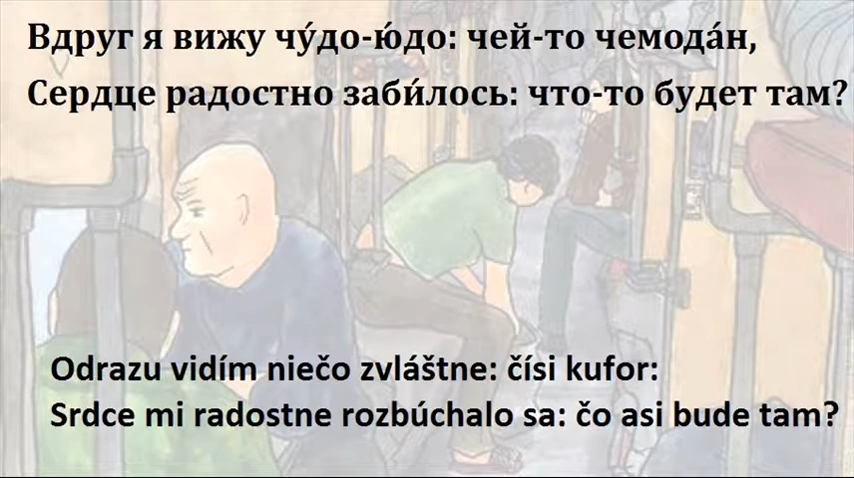 Вдруг я вижу чу́до-ю́до: чей-то чемода́н,
Сердце радостно заби́лось: что-то будет там?
Odrazu vidím niečo zvláštne: čísi kufor:
Srdce mi radostne rozbúchalo sa: čo asi bude tam?